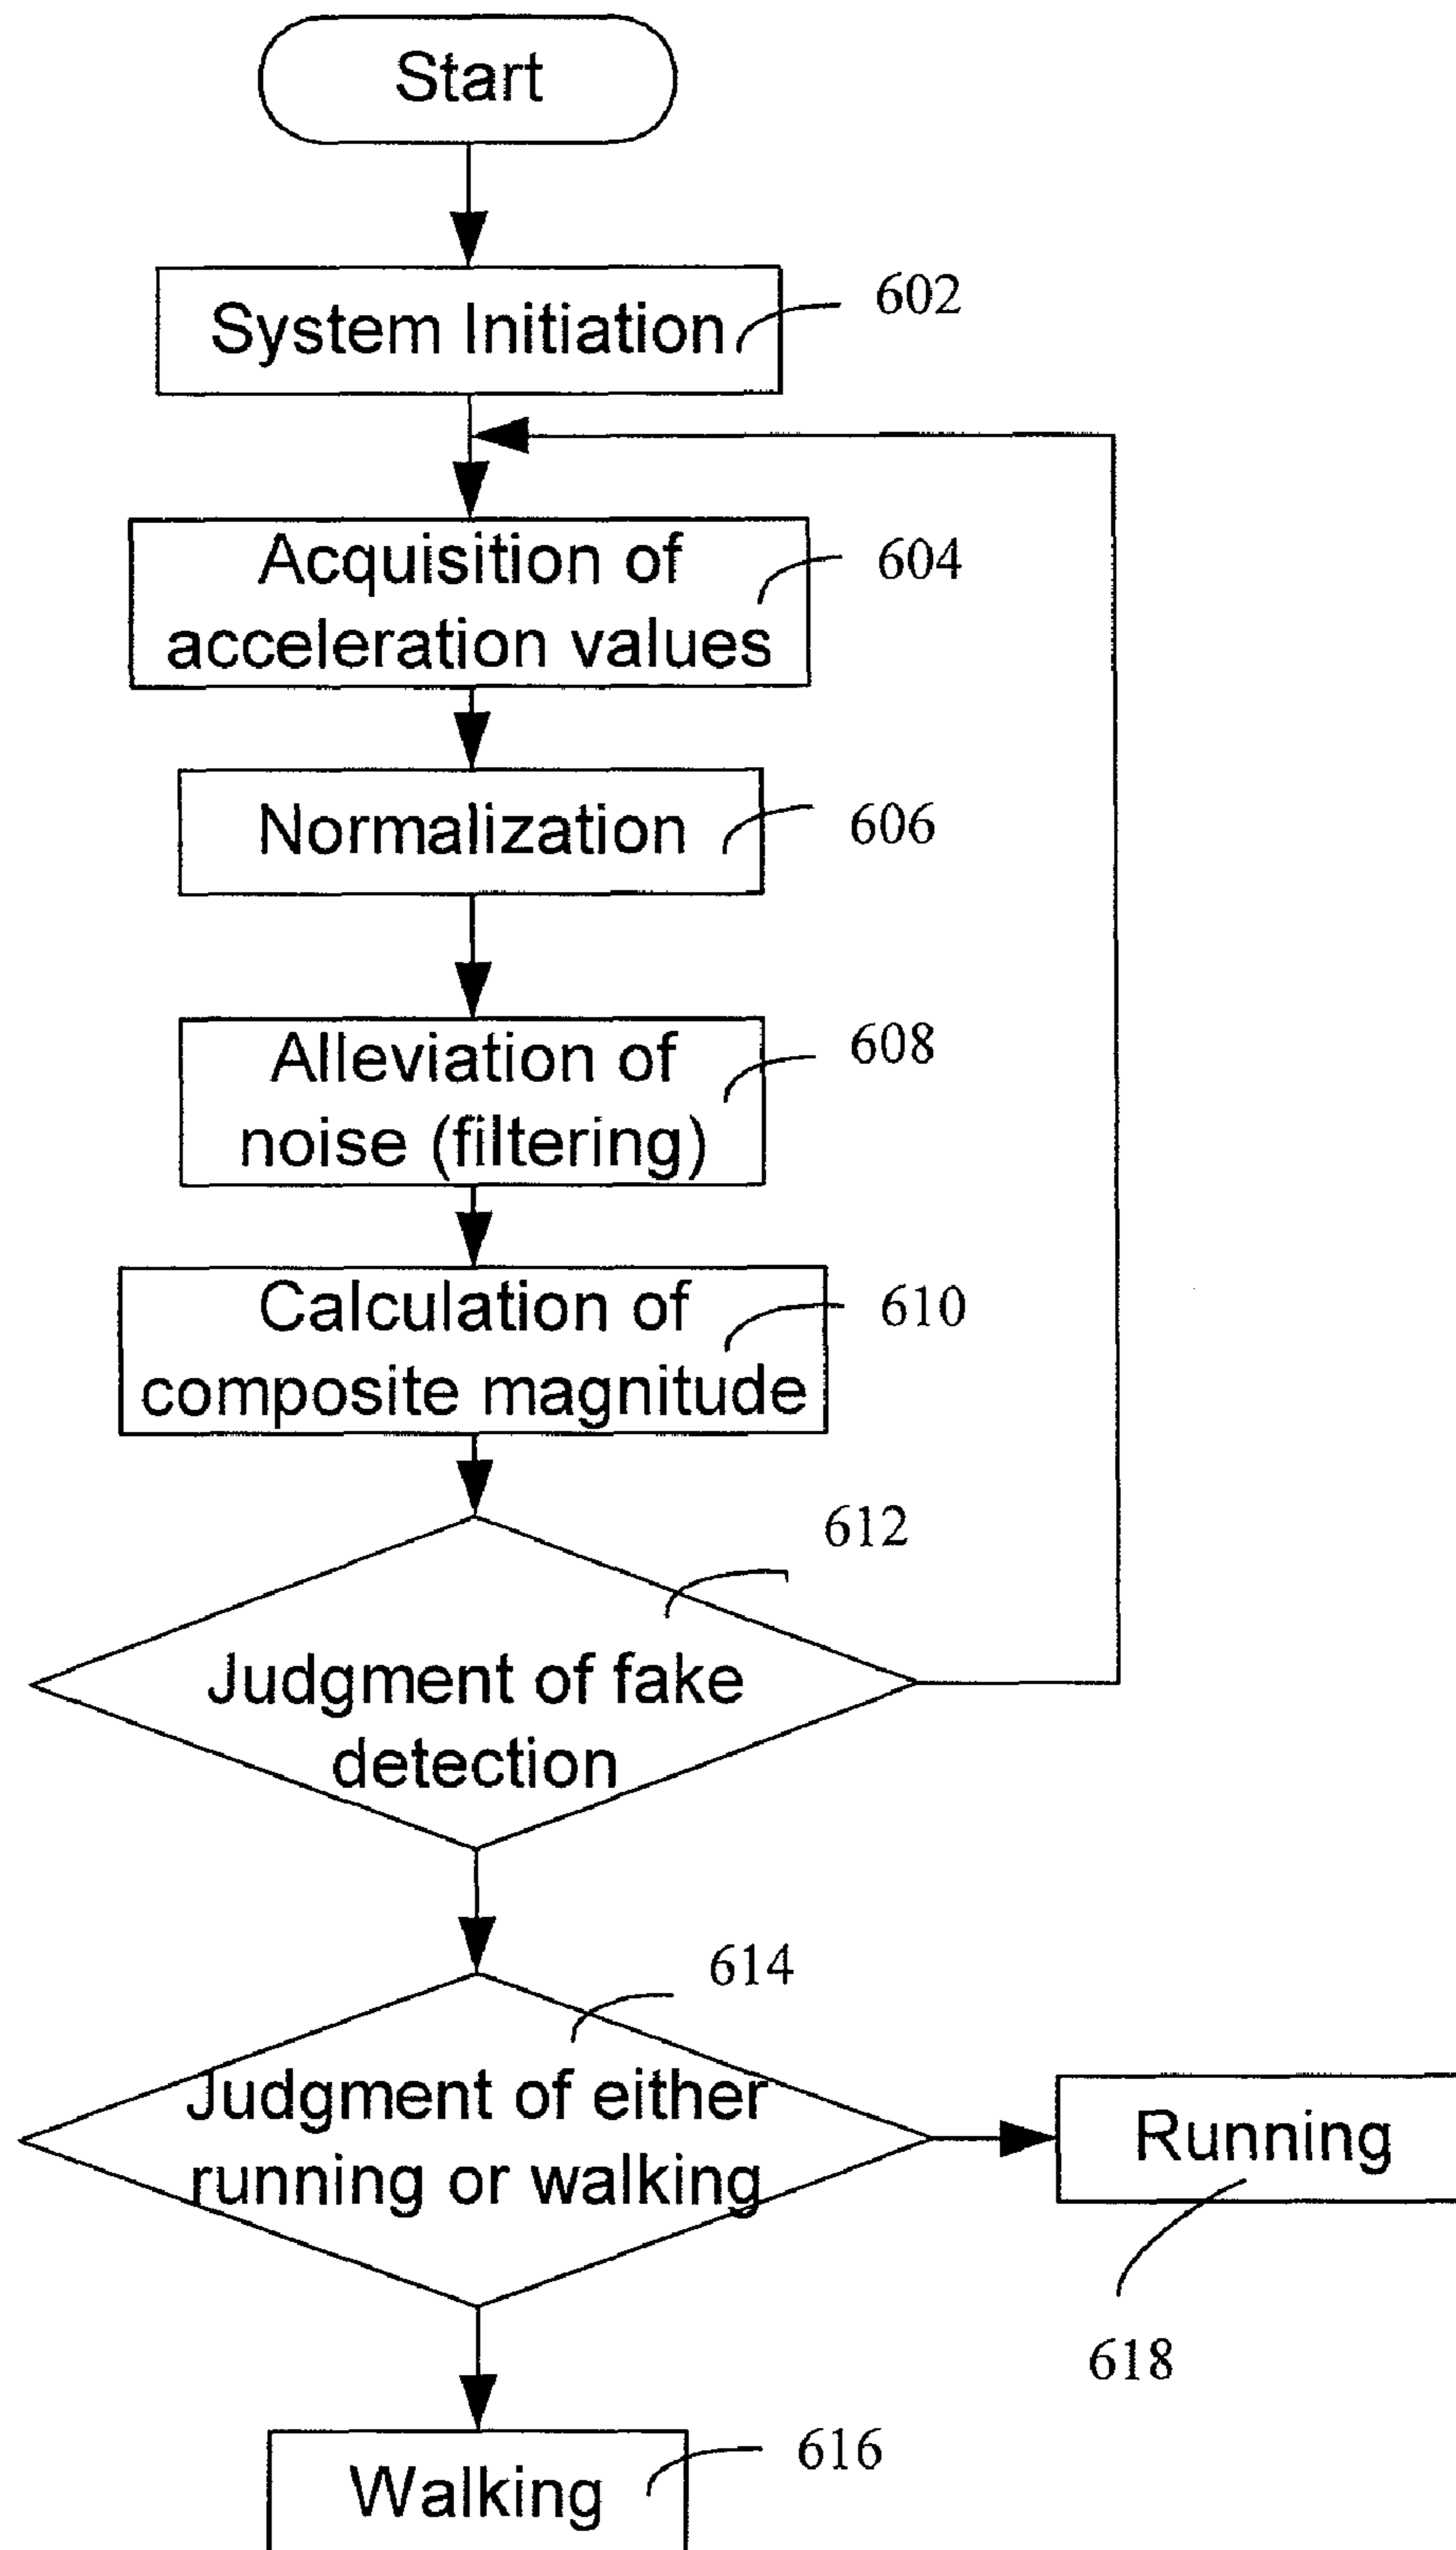 Start
System Initiation
602
Acquisition of
acceleration values
604
Normalization
606
Alleviation of
noise (filtering)
608
Calculation of
composite magnitude
610
612
Judgment of fake
detection
614
Judgment of either
running or walking
Running
618
616
Walking